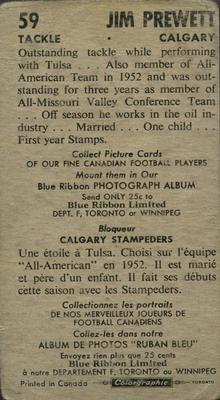 59 JIM PREWETT
TACKLE • CALGARY
Outstanding tackle while performing
with Tulsa . . . Also member of All-
American Team in 1952 and was out-
standing for three years as member of
All-Missouri Valley Conference Team
. . . Off season he works in the oil in-
dustry . . . Married . . . One child . . .
First year Stamps.
Collect Picture Cards
OF OUR FINE CANADIAN FOOTBALL PLAYERS
Mount them in Our
Blue Ribbon PHOTOGRAPH ALBUM
Send ONLY 25c to
Blue Ribbon Limited
DEPT. F, TORONTO or WINNIPEG
Bloqueur
CALGARY STAMPEDERS
Une étoile à Tulsa. Choisi sur l'équipe
"All-American" en 1952. Il est marié
et père d'un enfant. Il fait ses débuts
cette saison avec les Stampeders.
Collectionnez les portraits
DE NOS MERVEILLEUX JOUEURS DE
FOOTBALL CANADIENS
Collez-les dans notre
ALBUM DE PHOTOS "RUBAN BLEU"
Envoyez rien plus que 25 cents
Blue Ribbon Limited
à notre DEPARTEMENT F, TORONTO ou WINNIPEG
Printed in Canada Colorgraphic TORONTO